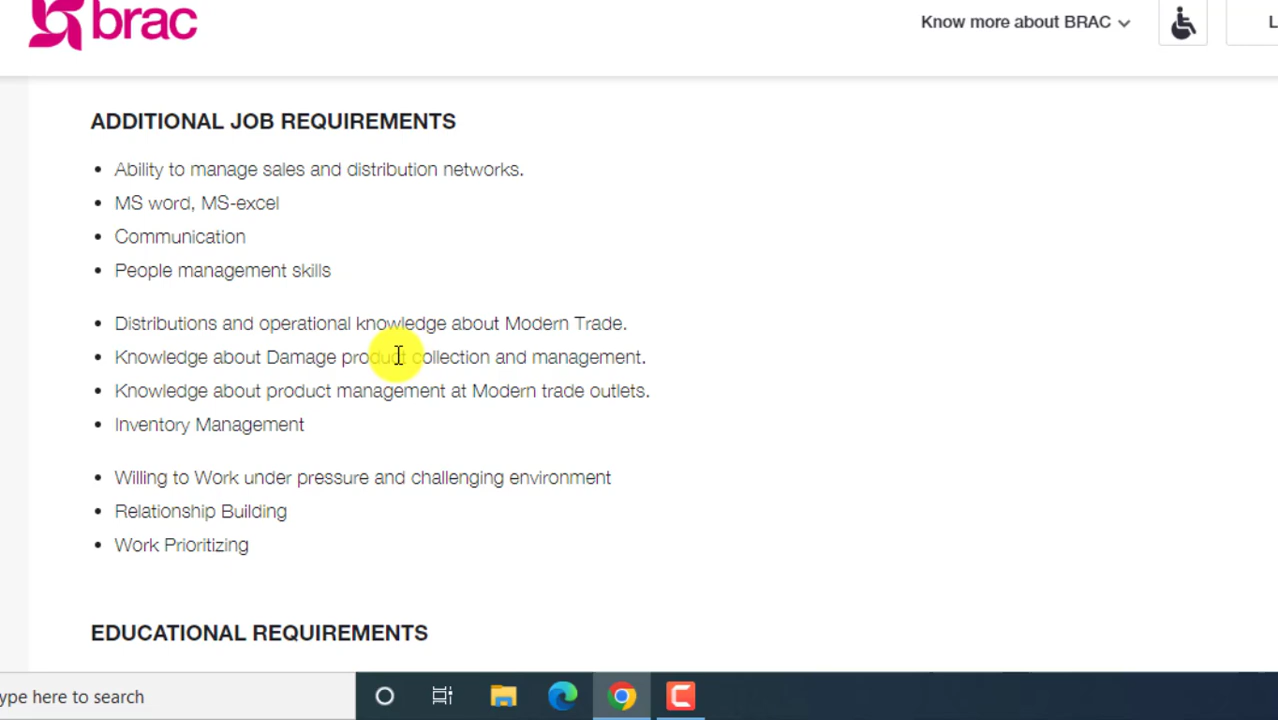 brac
Know more about BRAC
L
ADDITIONAL JOB REQUIREMENTS
• Ability to manage sales and distribution networks.
• MS word, MS-excel
• Communication
• People management skills
• Distributions and operational knowledge about Modern Trade.
• Knowledge about Damage product collection and management.
• Knowledge about product management at Modern trade outlets.
• Inventory Management
• Willing to Work under pressure and challenging environment
• Relationship Building
• Work Prioritizing
EDUCATIONAL REQUIREMENTS
ype here to search